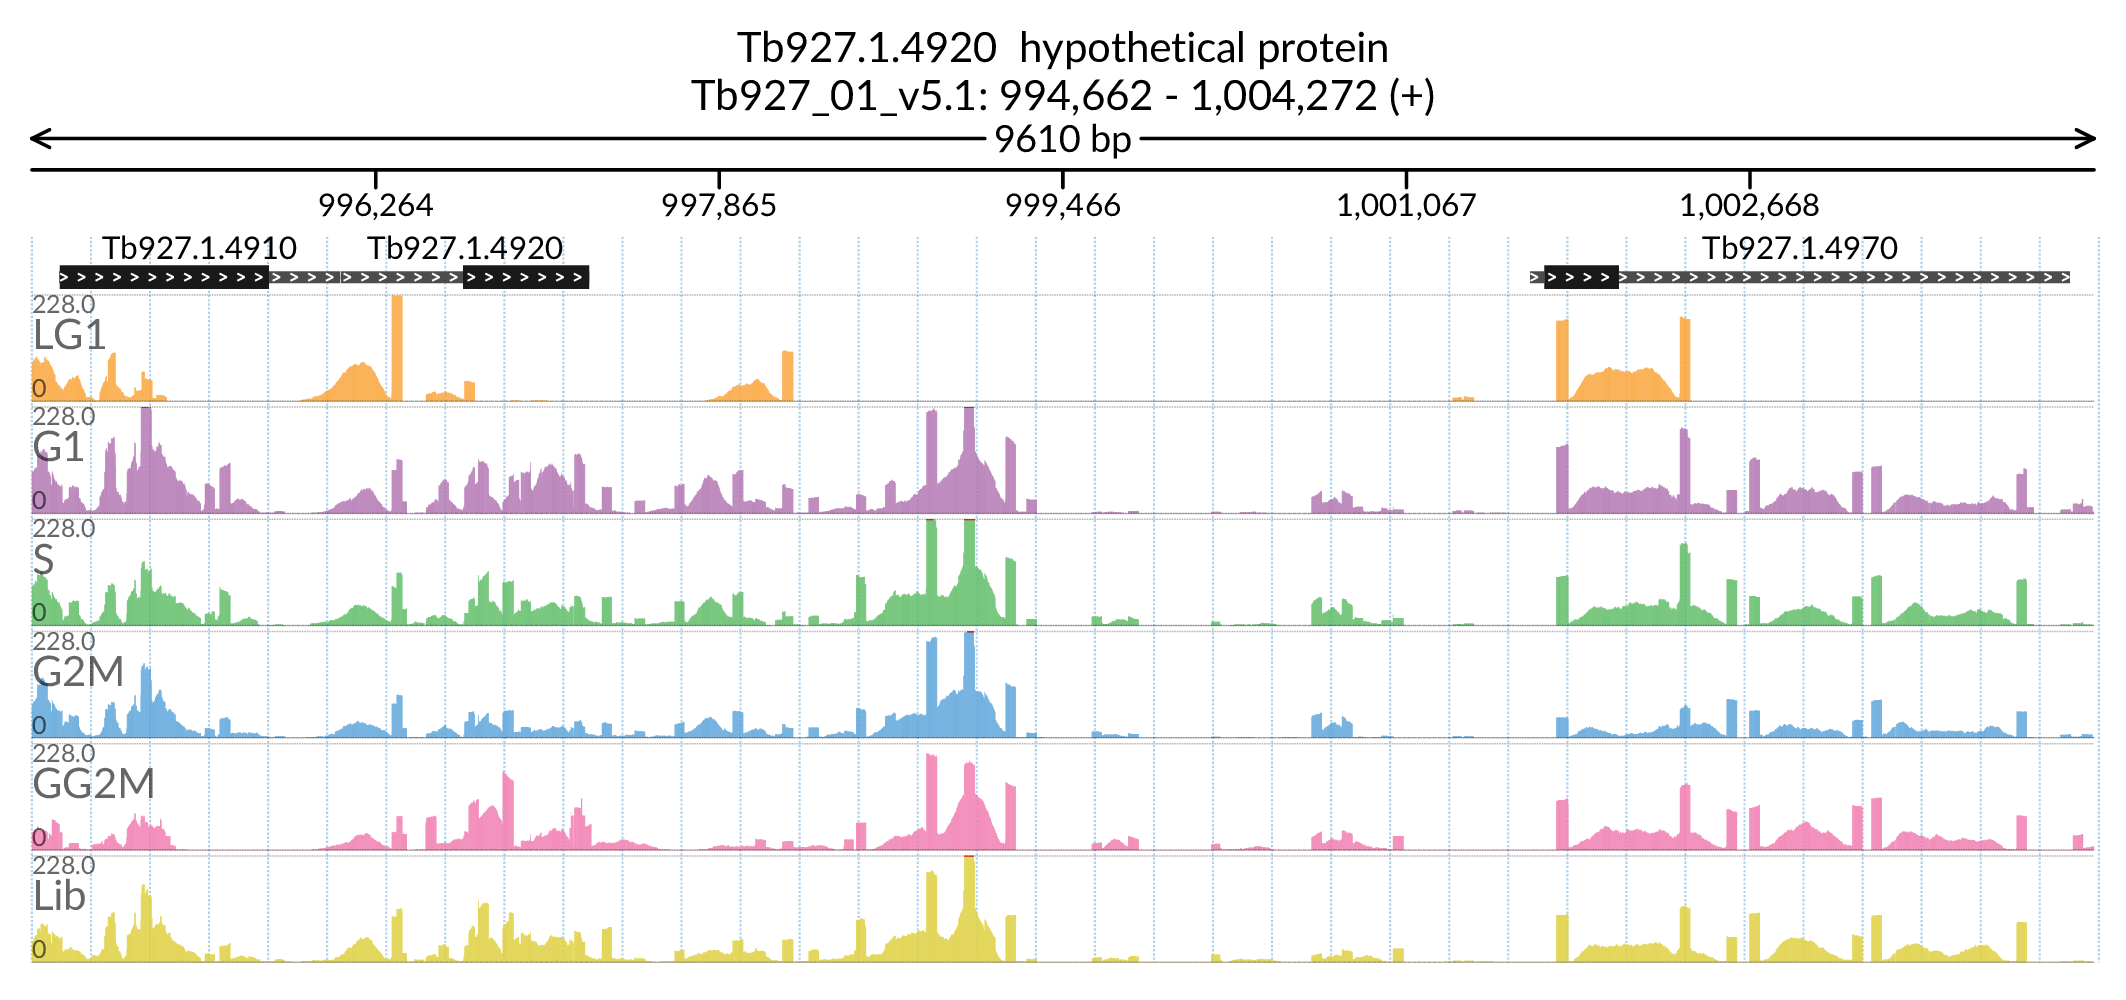 Tb927.1.4920  hypothetical protein
Tb927_01_v5.1: 994,662 - 1,004,272 (+)
9610 bp
996,264 997,865 999,466 1,001,067 1,002,668
Tb927.1.4910 Tb927.1.4920 Tb927.1.4970
228.0
LG1
0
228.0
G1
0
228.0
S
0
228.0
G2M
0
228.0
GG2M
0
228.0
Lib
0